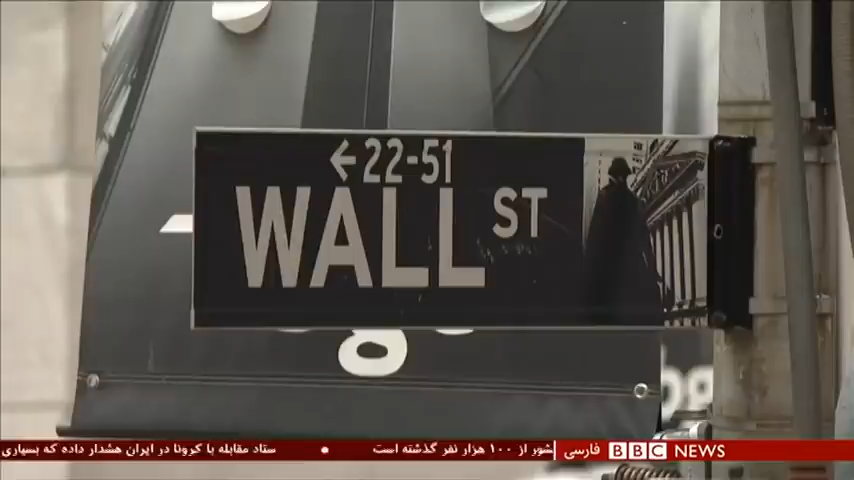 ←22-51
WALL ST
شور از ۱۰۰ هزار نفر گذشته است • ستاد مقابله با کرونا در ایران هشدار داده که بسیاری
فارسی BBC NEWS